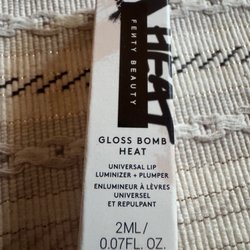 HEAT
FENTY BEAUTY
GLOSS BOMB
HEAT
UNIVERSAL LIP
LUMINIZER + PLUMPER
ENLUMINEUR À LÈVRES
UNIVERSEL
ET REPULPANT
2ML/
0.07FL. OZ.